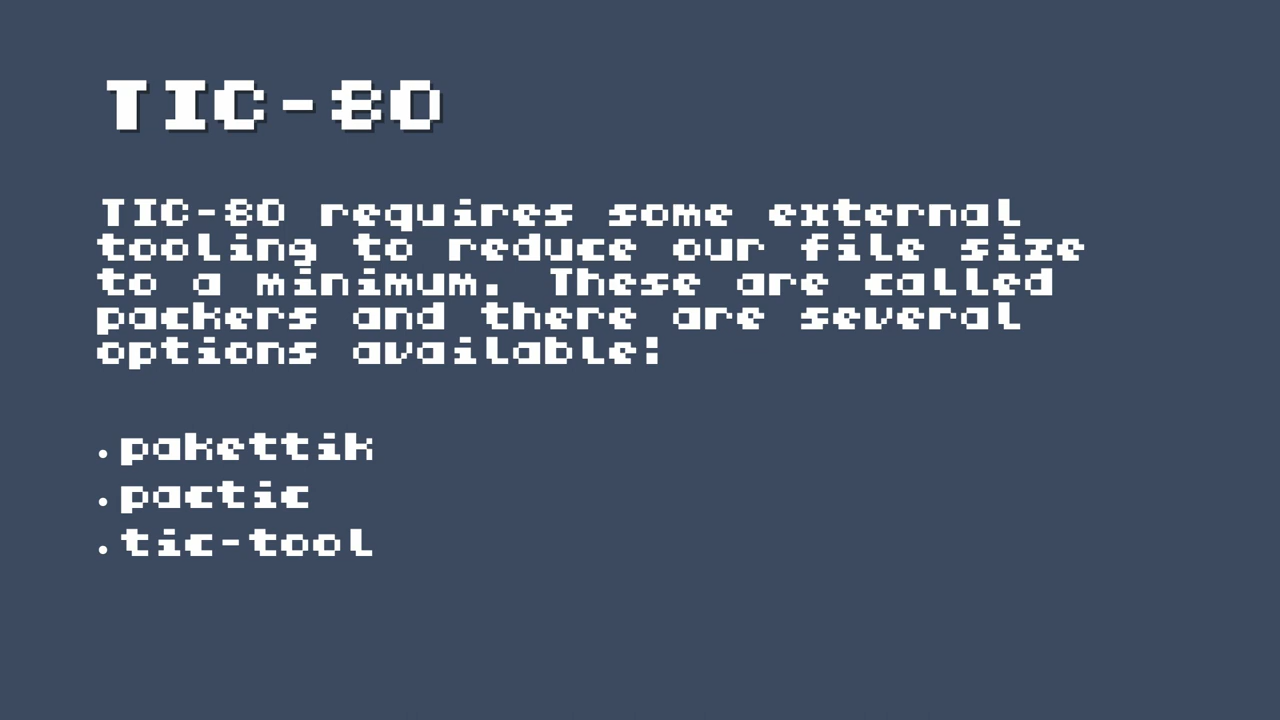 TIC-80
TIC-80 requires some external
tooling to reduce our file size
to a minimum. These are called
packers and there are several
options available:
• pakettik
• pactic
• tic-tool